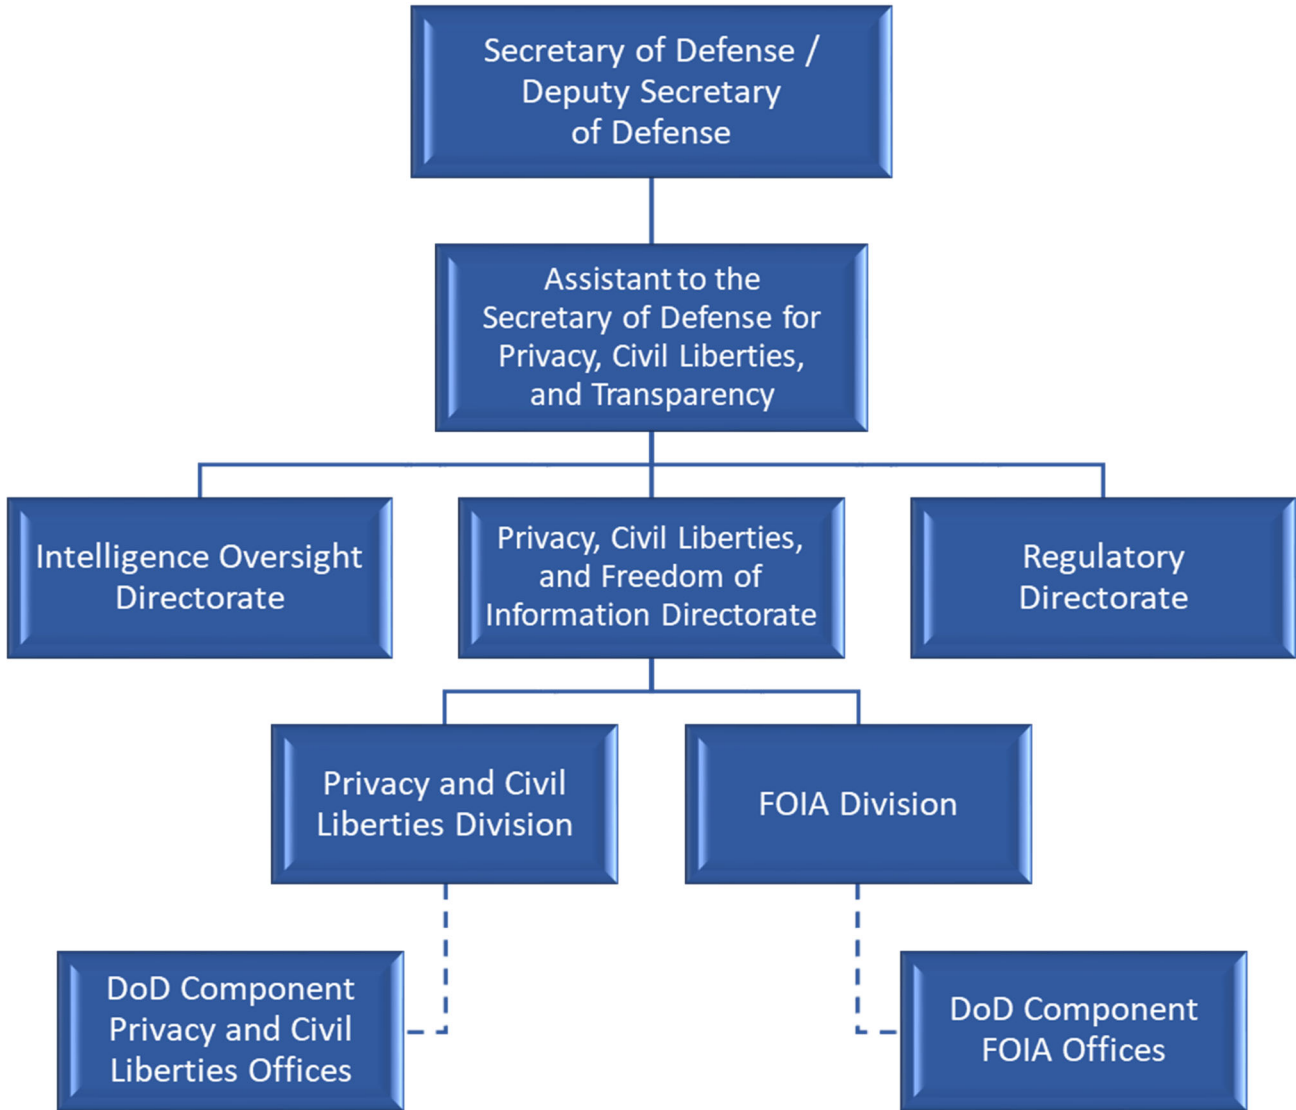 Secretary of Defense /
Deputy Secretary
of Defense
Assistant to the
Secretary of Defense for
Privacy, Civil Liberties,
and Transparency
Intelligence Oversight
Directorate
Privacy, Civil Liberties,
and Freedom of
Information Directorate
Regulatory
Directorate
Privacy and Civil
Liberties Division
FOIA Division
DoD Component
Privacy and Civil
Liberties Offices
DoD Component
FOIA Offices